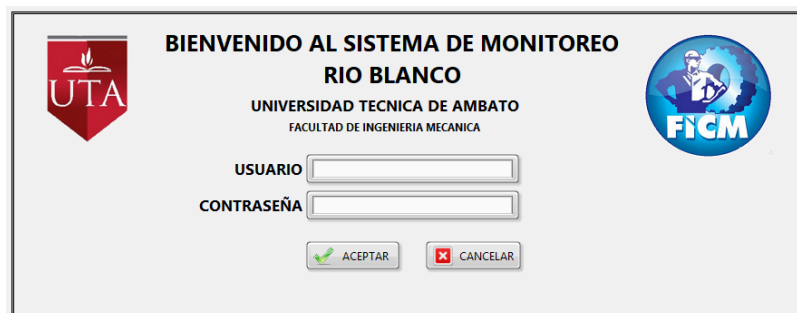 UTA
BIENVENIDO AL SISTEMA DE MONITOREO
RIO BLANCO
UNIVERSIDAD TECNICA DE AMBATO
FACULTAD DE INGENIERIA MECANICA
FICM
USUARIO
CONTRASEÑA
ACEPTAR
CANCELAR